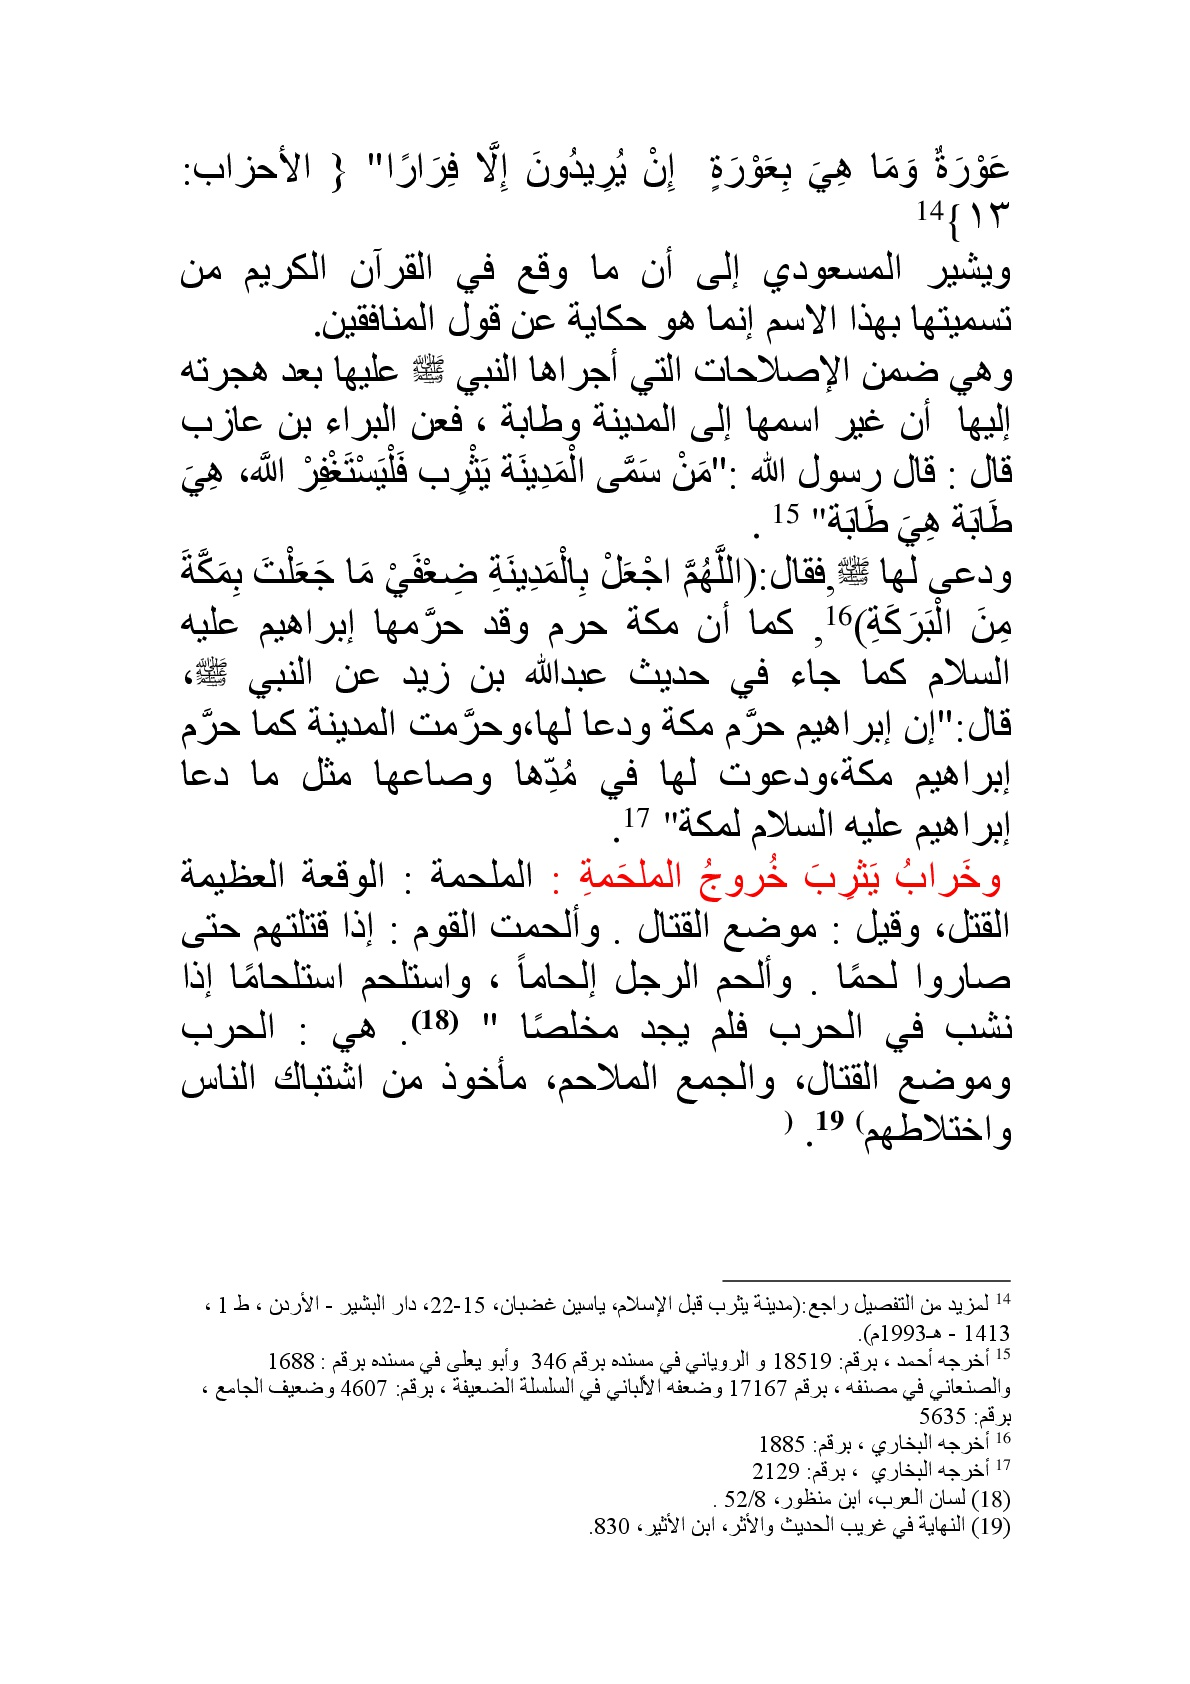 عَوْرَةٌ وَمَا هِيَ بِعَوْرَةٍ إِنْ يُرِيدُونَ إِلَّا فِرَارًا" { الأحزاب:
١٣}14
ويشير المسعودي إلى أن ما وقع في القرآن الكريم من
تسميتها بهذا الاسم إنما هو حكاية عن قول المنافقين.
وهي ضمن الإصلاحات التي أجراها النبي ﷺ عليها بعد هجرته
إليها أن غير اسمها إلى المدينة وطابة ، فعن البراء بن عازب
قال : قال رسول الله :"مَنْ سَمَّى الْمَدِينَة يَثْرِب فَلْيَسْتَغْفِرْ اللَّه، هِيَ
طَابَة هِيَ طَابَة" 15 .
ودعى لها ﷺ,فقال:(اللَّهُمَّ اجْعَلْ بِالْمَدِينَةِ ضِعْفَيْ مَا جَعَلْتَ بِمَكَّةَ
مِنَ الْبَرَكَةِ)16, كما أن مكة حرم وقد حرَّمها إبراهيم عليه
السلام كما جاء في حديث عبدالله بن زيد عن النبي ﷺ،
قال:"إن إبراهيم حرَّم مكة ودعا لها،وحرَّمت المدينة كما حرَّم
إبراهيم مكة،ودعوت لها في مُدِّها وصاعها مثل ما دعا
إبراهيم عليه السلام لمكة" 17.
وخَرابُ يَثرِبَ خُروجُ الملحَمةِ : الملحمة : الوقعة العظيمة
القتل، وقيل : موضع القتال . وألحمت القوم : إذا قتلتهم حتى
صاروا لحمًا . وألحم الرجل إلحاماً ، واستلحم استلحامًا إذا
نشب في الحرب فلم يجد مخلصًا " (18). هي : الحرب
وموضع القتال، والجمع الملاحم، مأخوذ من اشتباك الناس
واختلاطهم) 19. (
14 لمزيد من التفصيل راجع:(مدينة يثرب قبل الإسلام، ياسين غضبان، 15-22، دار البشير - الأردن ، ط 1 ،
1413 - هـ1993م).
15 أخرجه أحمد ، برقم: 18519 و الروياني في مسنده برقم 346 وأبو يعلى في مسنده برقم : 1688
والصنعاني في مصنفه ، برقم 17167 وضعفه الألباني في السلسلة الضعيفة ، برقم: 4607 وضعيف الجامع ،
برقم: 5635
16 أخرجه البخاري ، برقم: 1885
17 أخرجه البخاري ، برقم: 2129
(18) لسان العرب، ابن منظور، 52/8 .
(19) النهاية في غريب الحديث والأثر، ابن الأثير، 830.